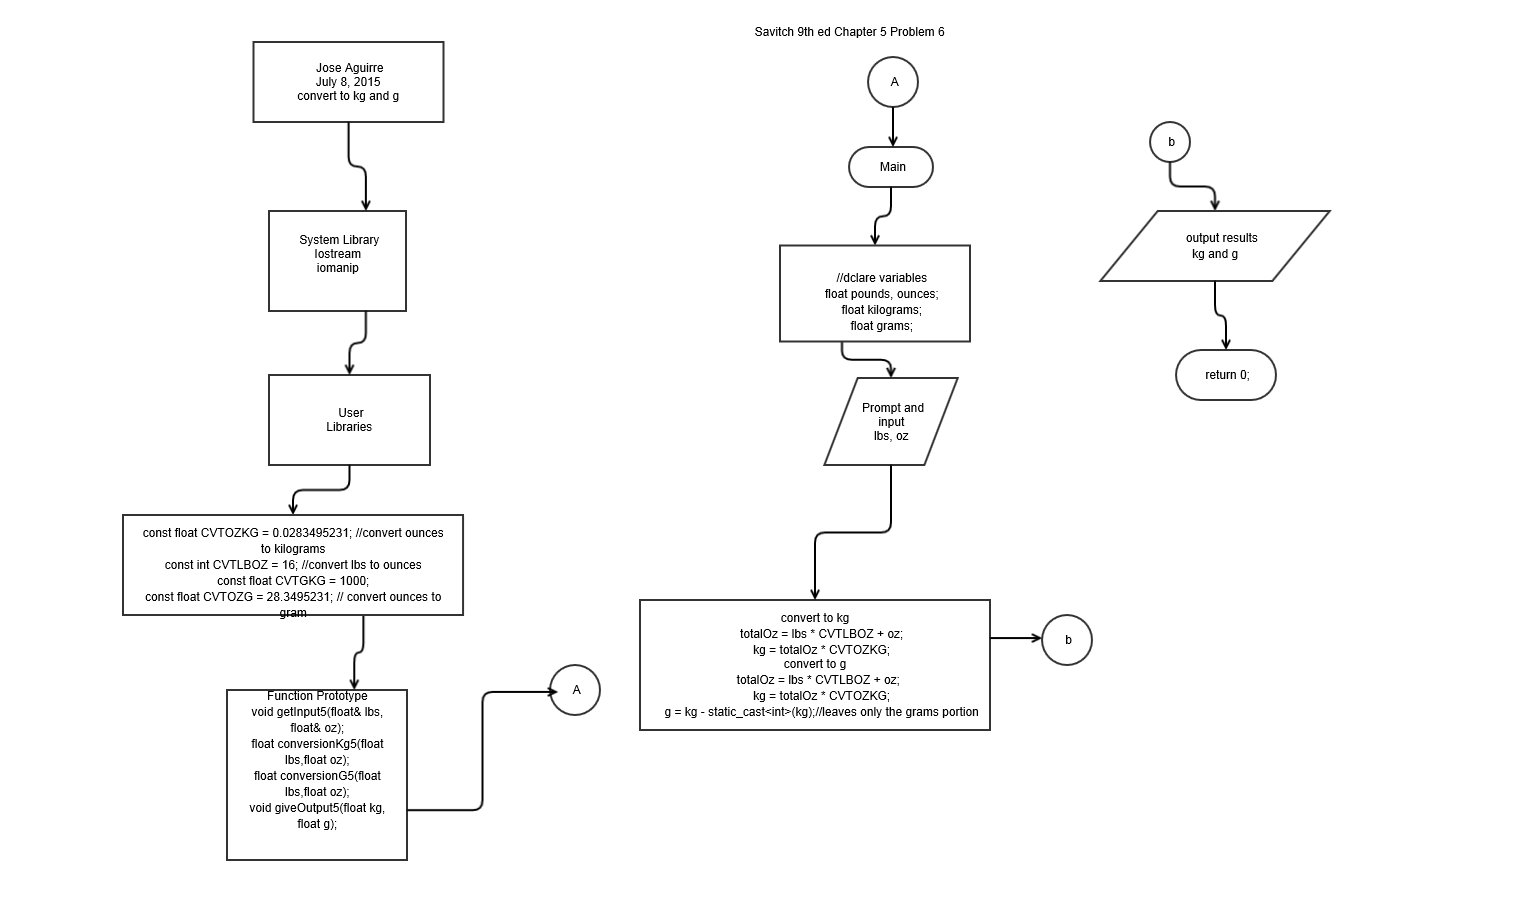 Savitch 9th ed Chapter 5 Problem 6
Jose Aguirre
July 8, 2015
convert to kg and g
System Library
Iostream
iomanip
User
Libraries
const float CVTOZKG = 0.0283495231; //convert ounces
to kilograms
const int CVTLBOZ = 16; //convert lbs to ounces
const float CVTGKG = 1000;
const float CVTOZG = 28.3495231; // convert ounces to
gram
Function Prototype
void getInput5(float& lbs,
float& oz);
float conversionKg5(float
lbs,float oz);
float conversionG5(float
lbs,float oz);
void giveOutput5(float kg,
float g);
A
A
Main
//dclare variables
float pounds, ounces;
float kilograms;
float grams;
Prompt and
input
lbs, oz
convert to kg
totalOz = lbs * CVTLBOZ + oz;
kg = totalOz * CVTOZKG;
convert to g
totalOz = lbs * CVTLBOZ + oz;
kg = totalOz * CVTOZKG;
g = kg - static_cast<int>(kg);//leaves only the grams portion
b
b
output results
kg and g
return 0;